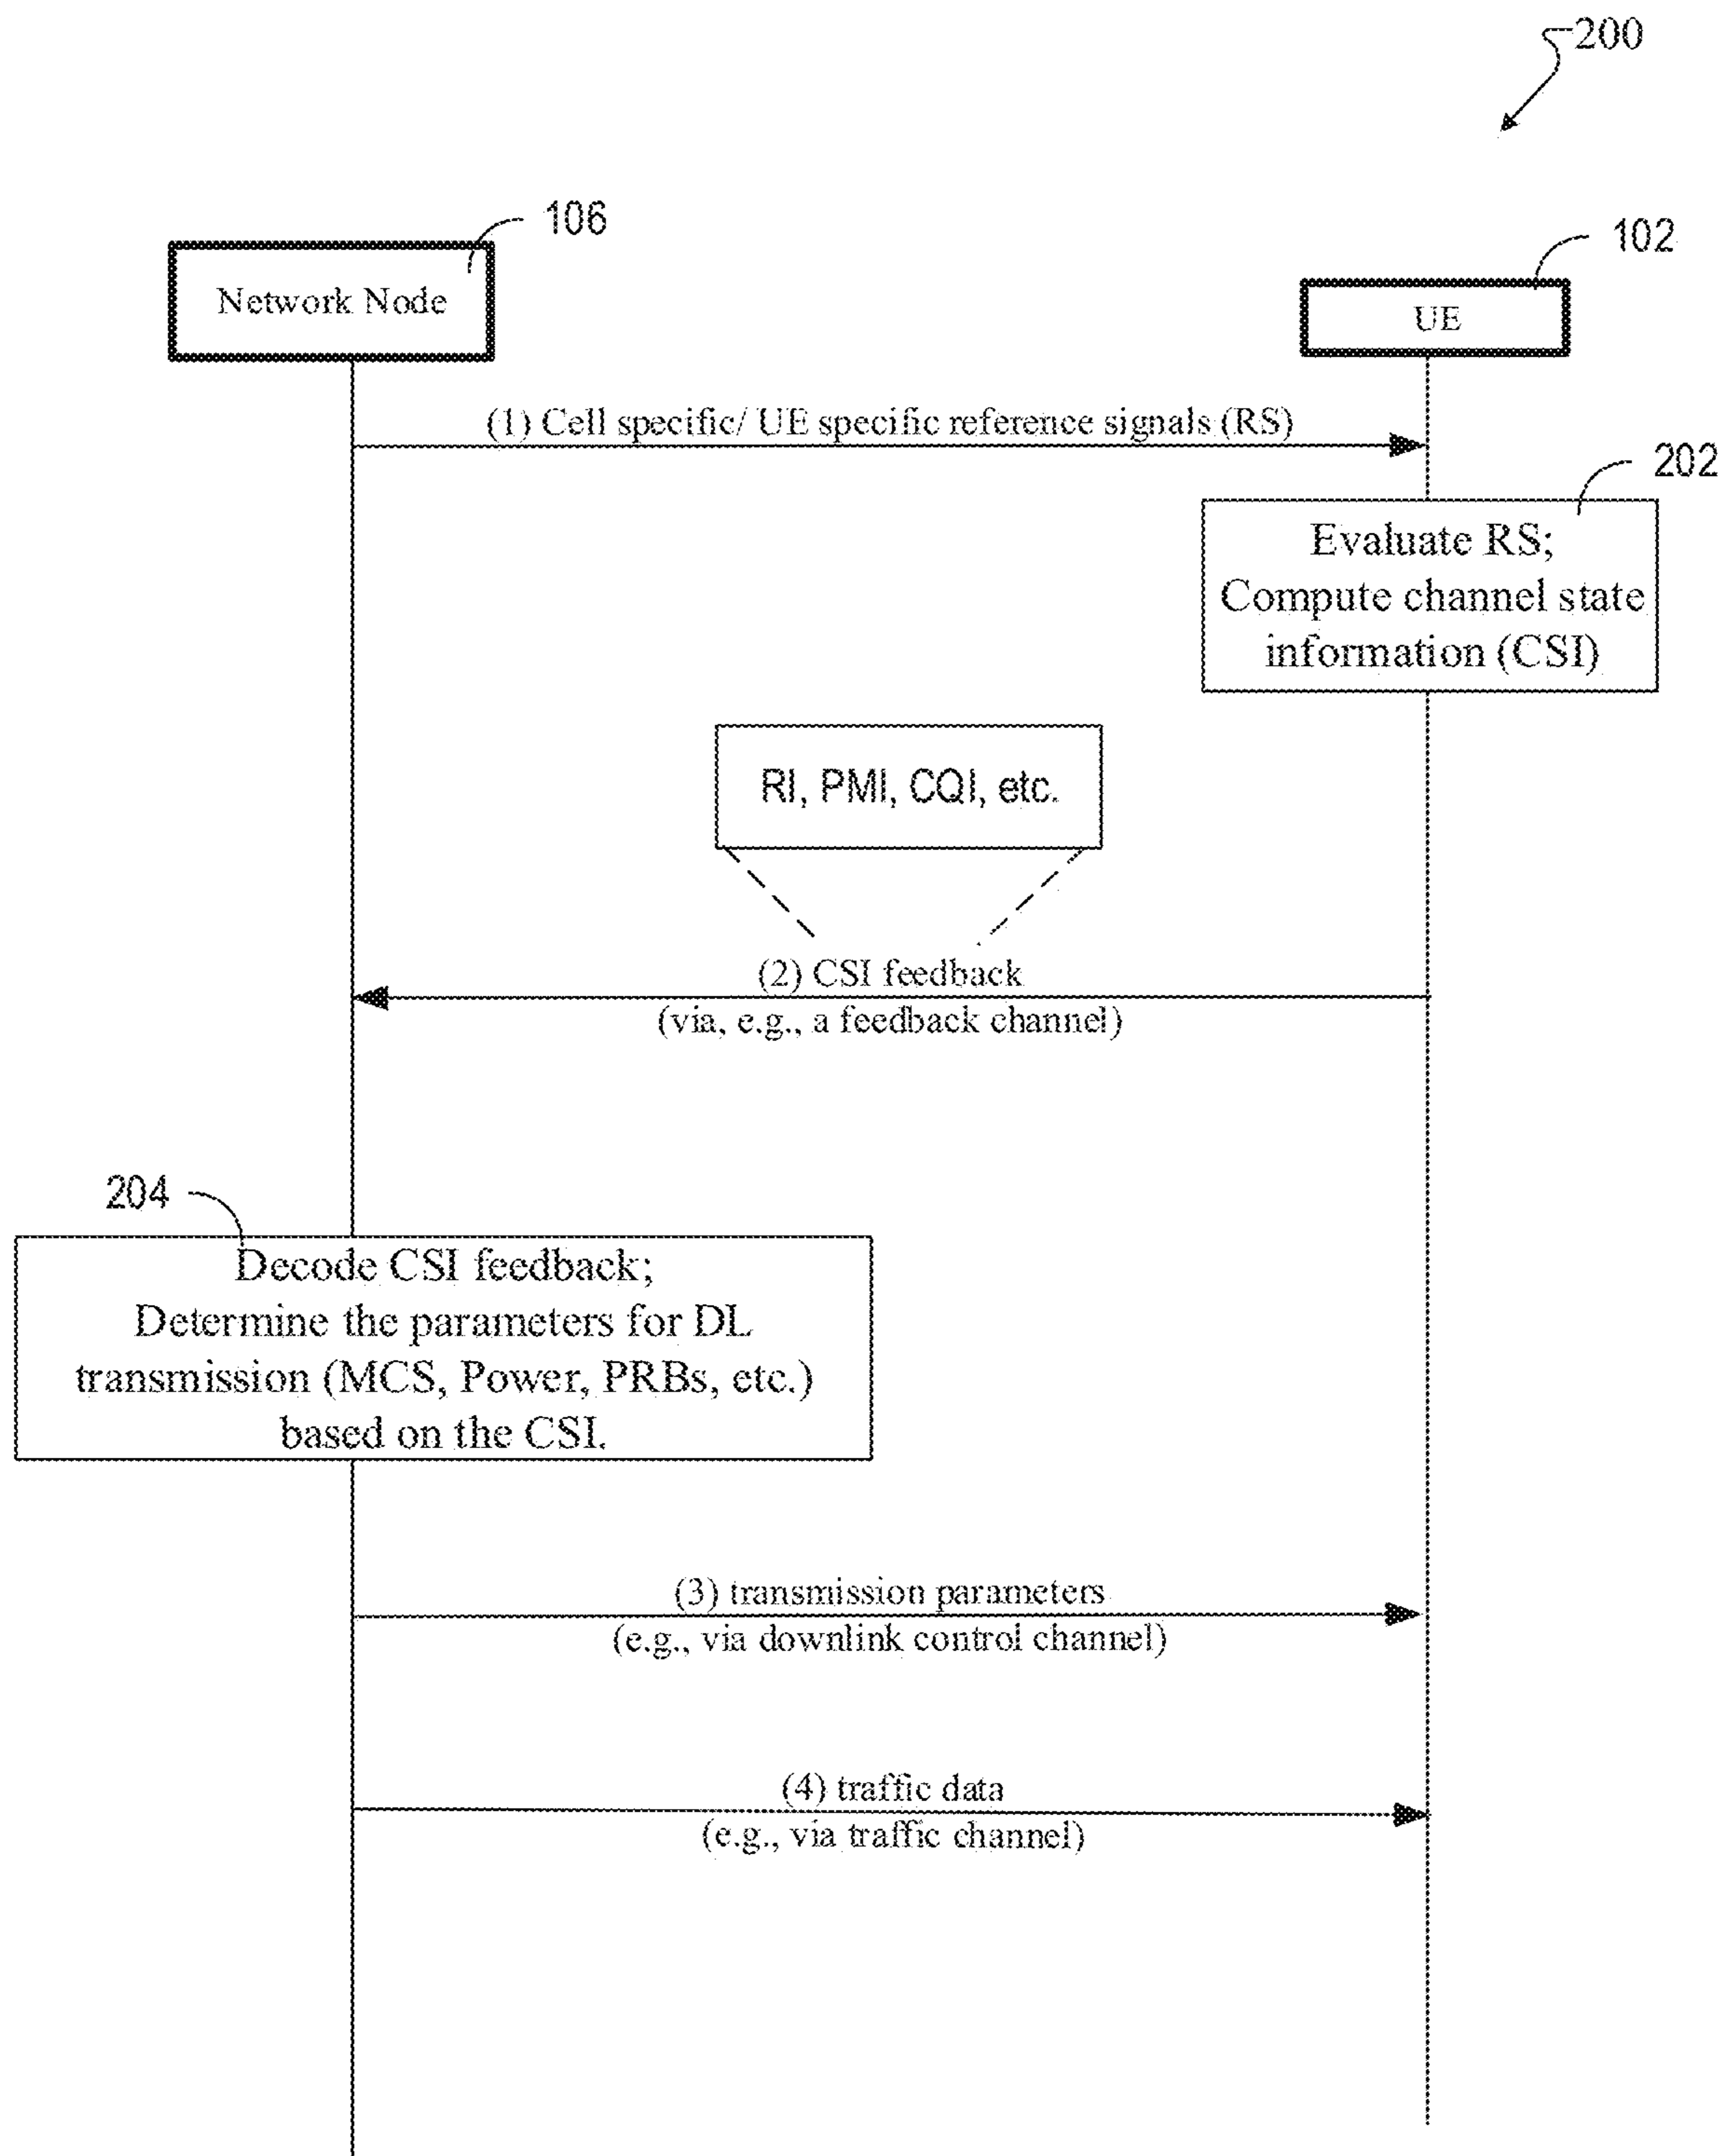 200
106
Network Node
102
UE
(1) Cell specific/ UE specific reference signals (RS)
202
Evaluate RS;
Compute channel state
information (CSI)
RI, PMI, CQI, etc.
(2) CSI feedback
(via, e.g., a feedback channel)
204
Decode CSI feedback;
Determine the parameters for DL
transmission (MCS, Power, PRBs, etc.)
based on the CSI.
(3) transmission parameters
(e.g., via downlink control channel)
(4) traffic data
(e.g., via traffic channel)